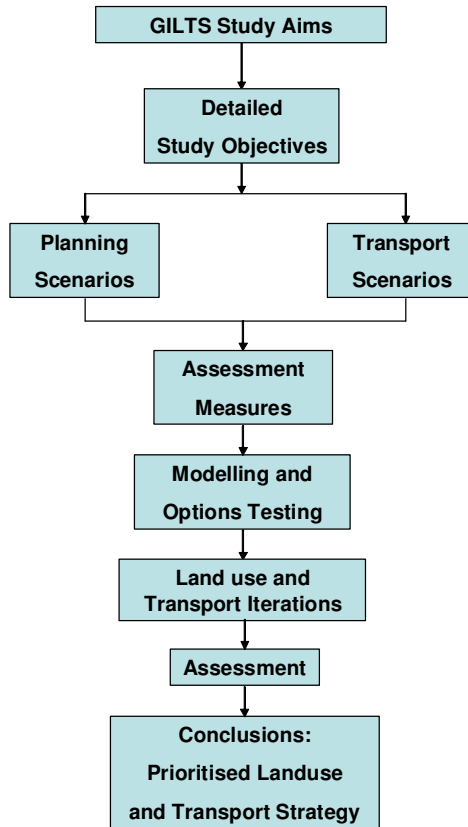 GILTS Study Aims
Detailed
Study Objectives
Planning
Scenarios
Transport
Scenarios
Assessment
Measures
Modelling and
Options Testing
Land use and
Transport Iterations
Assessment
Conclusions:
Prioritised Landuse
and Transport Strategy